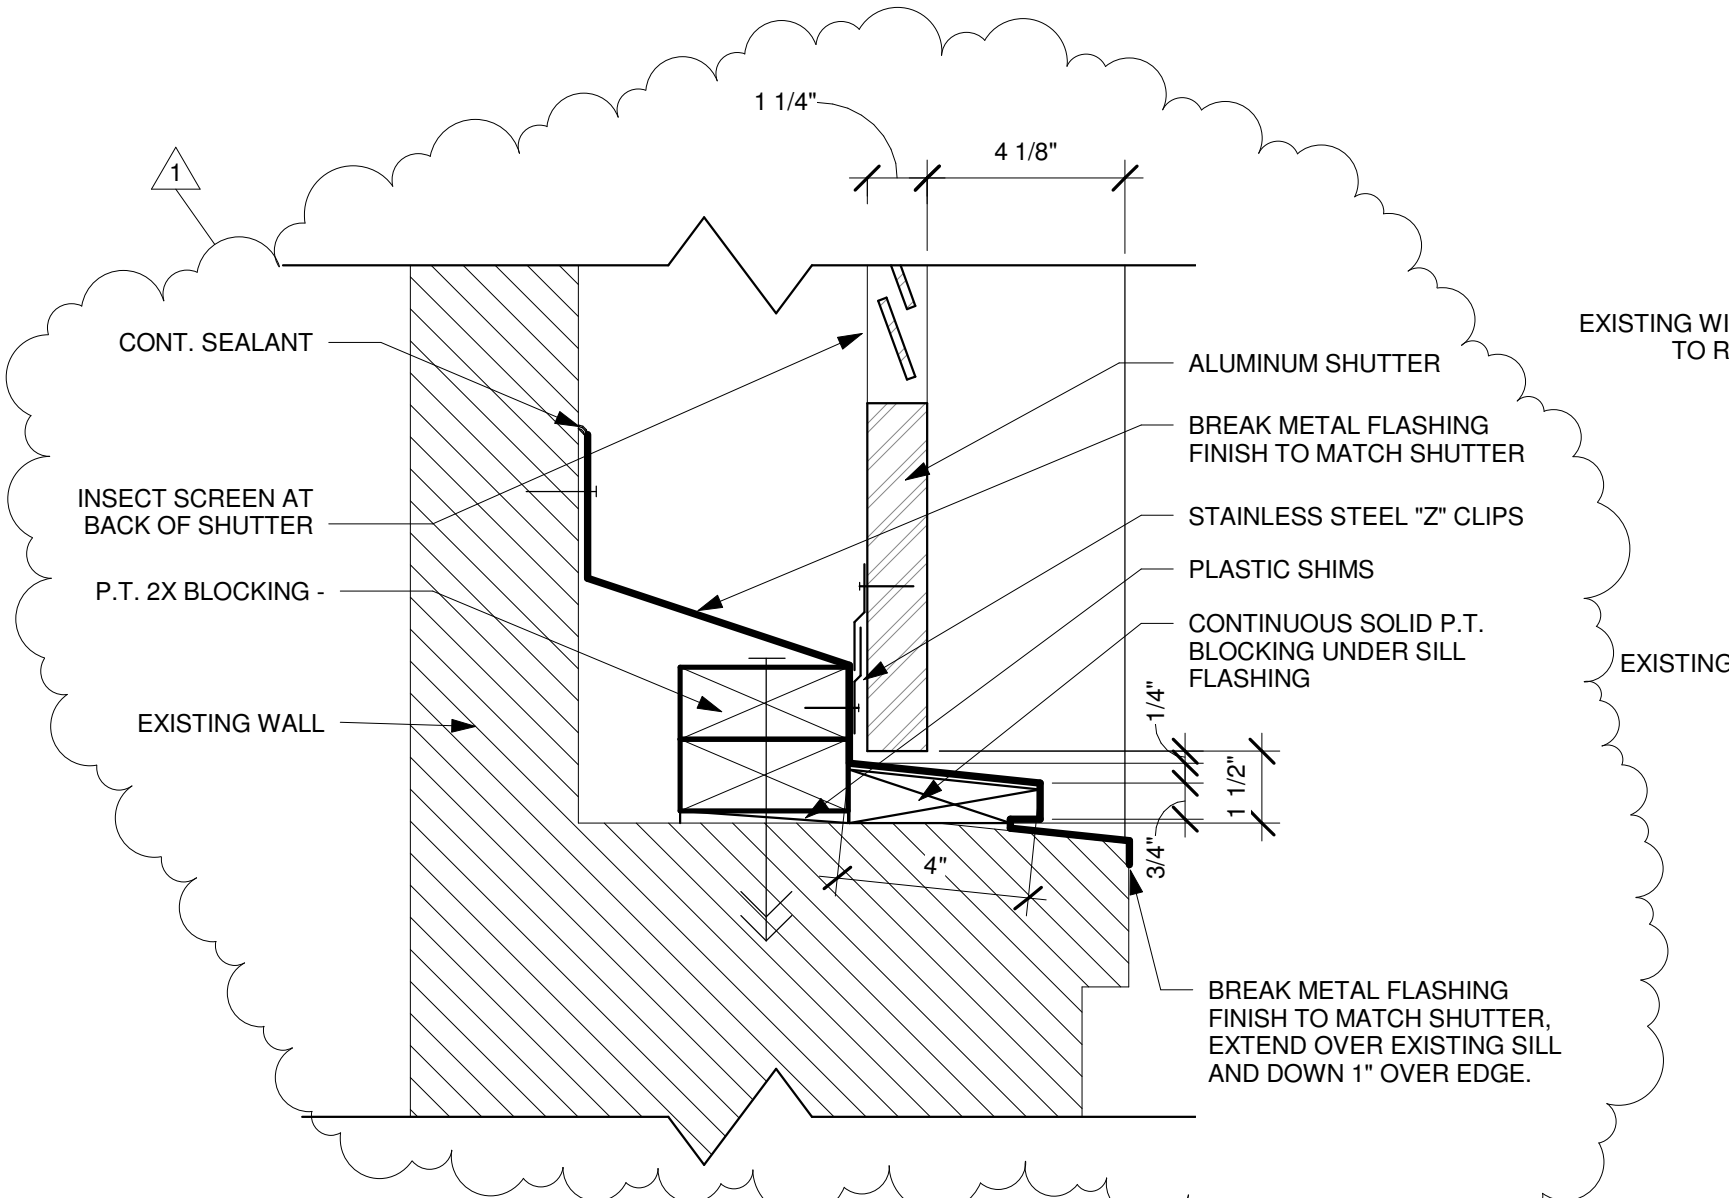 1 1/4"
4 1/8"
1
CONT. SEALANT
INSECT SCREEN AT
BACK OF SHUTTER
P.T. 2X BLOCKING -
EXISTING WALL
ALUMINUM SHUTTER
BREAK METAL FLASHING
FINISH TO MATCH SHUTTER
STAINLESS STEEL "Z" CLIPS
PLASTIC SHIMS
CONTINUOUS SOLID P.T.
BLOCKING UNDER SILL
FLASHING
1/4"
1 1/2"
3/4"
4"
BREAK METAL FLASHING
FINISH TO MATCH SHUTTER,
EXTEND OVER EXISTING SILL
AND DOWN 1" OVER EDGE.
EXISTING WI
TO R
EXISTING